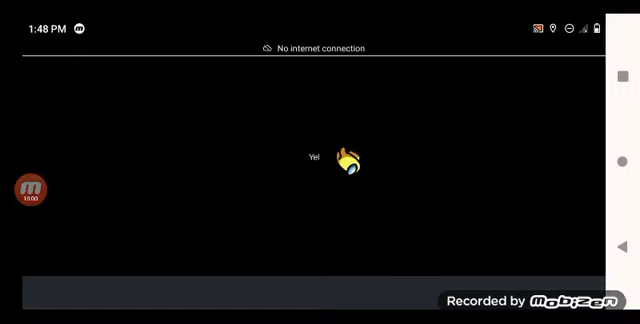 1:48 PM
No internet connection
Yel
10:00
Recorded by Mobizen